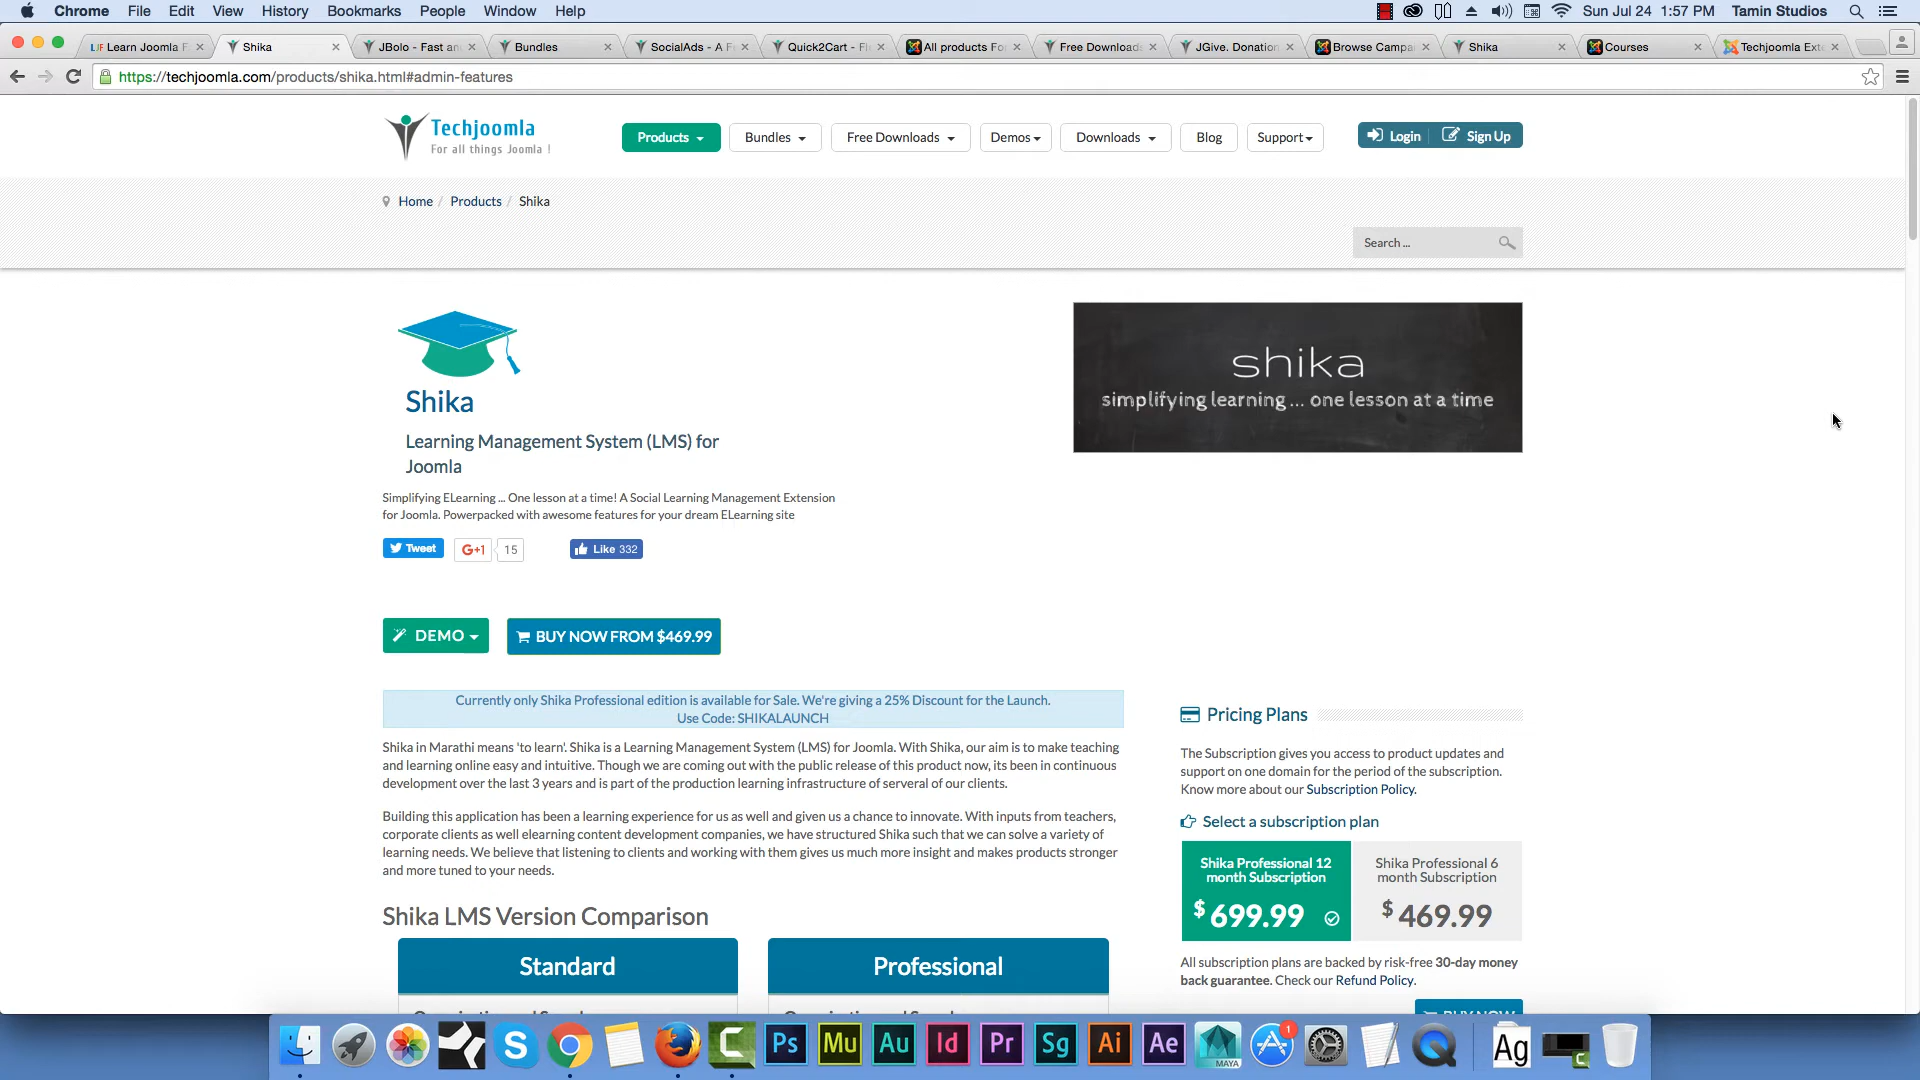 Chrome File Edit View History Bookmarks People Window Help Sun Jul 24 1:57 PM Tamin Studios
Learn Joomla F Shika JBolo - Fast an Bundles SocialAds - A F Quick2Cart - Fl All products Fo Free Download JGive. Donation Browse Campa Shika Courses Techjoomla Ext
https://techjoomla.com/products/shika.html#admin-features
Techjoomla
For all things Joomla !
Products Bundles Free Downloads Demos Downloads Blog Support Login Sign Up
Home / Products / Shika
Search ...
shika
simplifying learning ... one lesson at a time
Shika
Learning Management System (LMS) for
Joomla
Simplifying ELearning ... One lesson at a time! A Social Learning Management Extension
for Joomla. Powerpacked with awesome features for your dream ELearning site
Tweet G+1 15 Like 332
DEMO BUY NOW FROM $469.99
Currently only Shika Professional edition is available for Sale. We're giving a 25% Discount for the Launch.
Use Code: SHIKALAUNCH
Shika in Marathi means 'to learn'. Shika is a Learning Management System (LMS) for Joomla. With Shika, our aim is to make teaching
and learning online easy and intuitive. Though we are coming out with the public release of this product now, its been in continuous
development over the last 3 years and is part of the production learning infrastructure of serveral of our clients.
Building this application has been a learning experience for us as well and given us a chance to innovate. With inputs from teachers,
corporate clients as well elearning content development companies, we have structured Shika such that we can solve a variety of
learning needs. We believe that listening to clients and working with them gives us much more insight and makes products stronger
and more tuned to your needs.
Shika LMS Version Comparison
Standard Professional
Pricing Plans
The Subscription gives you access to product updates and
support on one domain for the period of the subscription.
Know more about our Subscription Policy.
Select a subscription plan
Shika Professional 12
month Subscription
$ 699.99
Shika Professional 6
month Subscription
$ 469.99
All subscription plans are backed by risk-free 30-day money
back guarantee. Check our Refund Policy.
BUY NOW
S Ps Mu Au Id Pr Sg Ai Ae MAYA 1 Ag